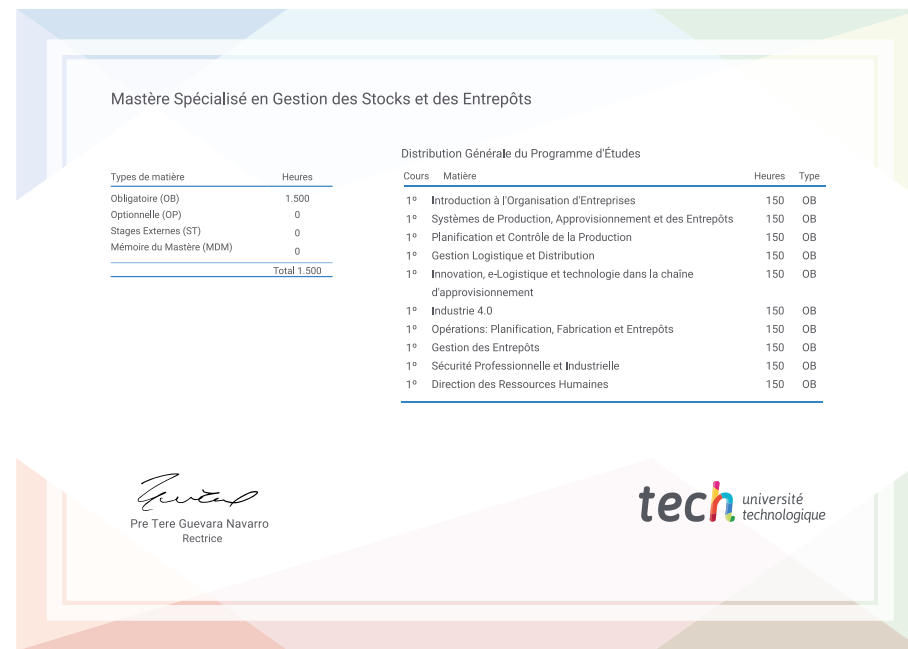 Mastère Spécialisé en Gestion des Stocks et des Entrepôts
Types de matière Heures
Obligatoire (OB) 1.500
Optionnelle (OP) 0
Stages Externes (ST) 0
Mémoire du Mastère (MDM) 0
Total 1.500
Distribution Générale du Programme d'Études
Cours Matière Heures Type
1º Introduction à l'Organisation d'Entreprises 150 OB
1º Systèmes de Production, Approvisionnement et des Entrepôts 150 OB
1º Planification et Contrôle de la Production 150 OB
1º Gestion Logistique et Distribution 150 OB
1º Innovation, e-Logistique et technologie dans la chaîne 150 OB
d'approvisionnement
1º Industrie 4.0 150 OB
1º Opérations: Planification, Fabrication et Entrepôts 150 OB
1º Gestion des Entrepôts 150 OB
1º Sécurité Professionnelle et Industrielle 150 OB
1º Direction des Ressources Humaines 150 OB
Pre Tere Guevara Navarro
Rectrice
tech université
technologique